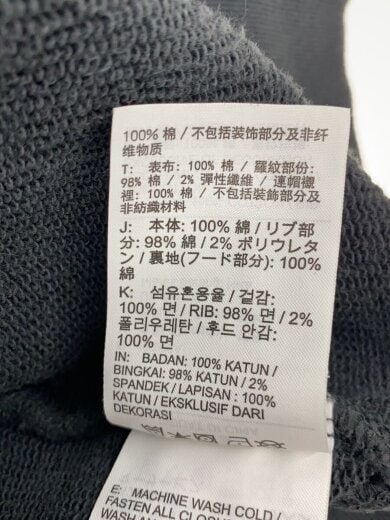 100% 棉 / 不包括装饰部分及非纤
维物质
T: 表布: 100% 棉 / 羅紋部份:
98% 棉 / 2% 彈性纖維 / 連帽襯
裡: 100% 棉 / 不包括裝飾部分及
非紡織材料
J: 本体: 100% 綿 / リブ部
分: 98% 綿 / 2% ポリウレタ
ン / 裏地(フード部分): 100%
綿
K: 섬유혼용율 / 겉감:
100% 면 / RIB: 98% 면 / 2%
폴리우레탄 / 후드 안감:
100% 면
IN: BADAN: 100% KATUN /
BINGKAI: 98% KATUN / 2%
SPANDEK / LAPISAN : 100%
KATUN / EKSKLUSIF DARI
DEKORASI
E: MACHINE WASH COLD /
FASTEN ALL